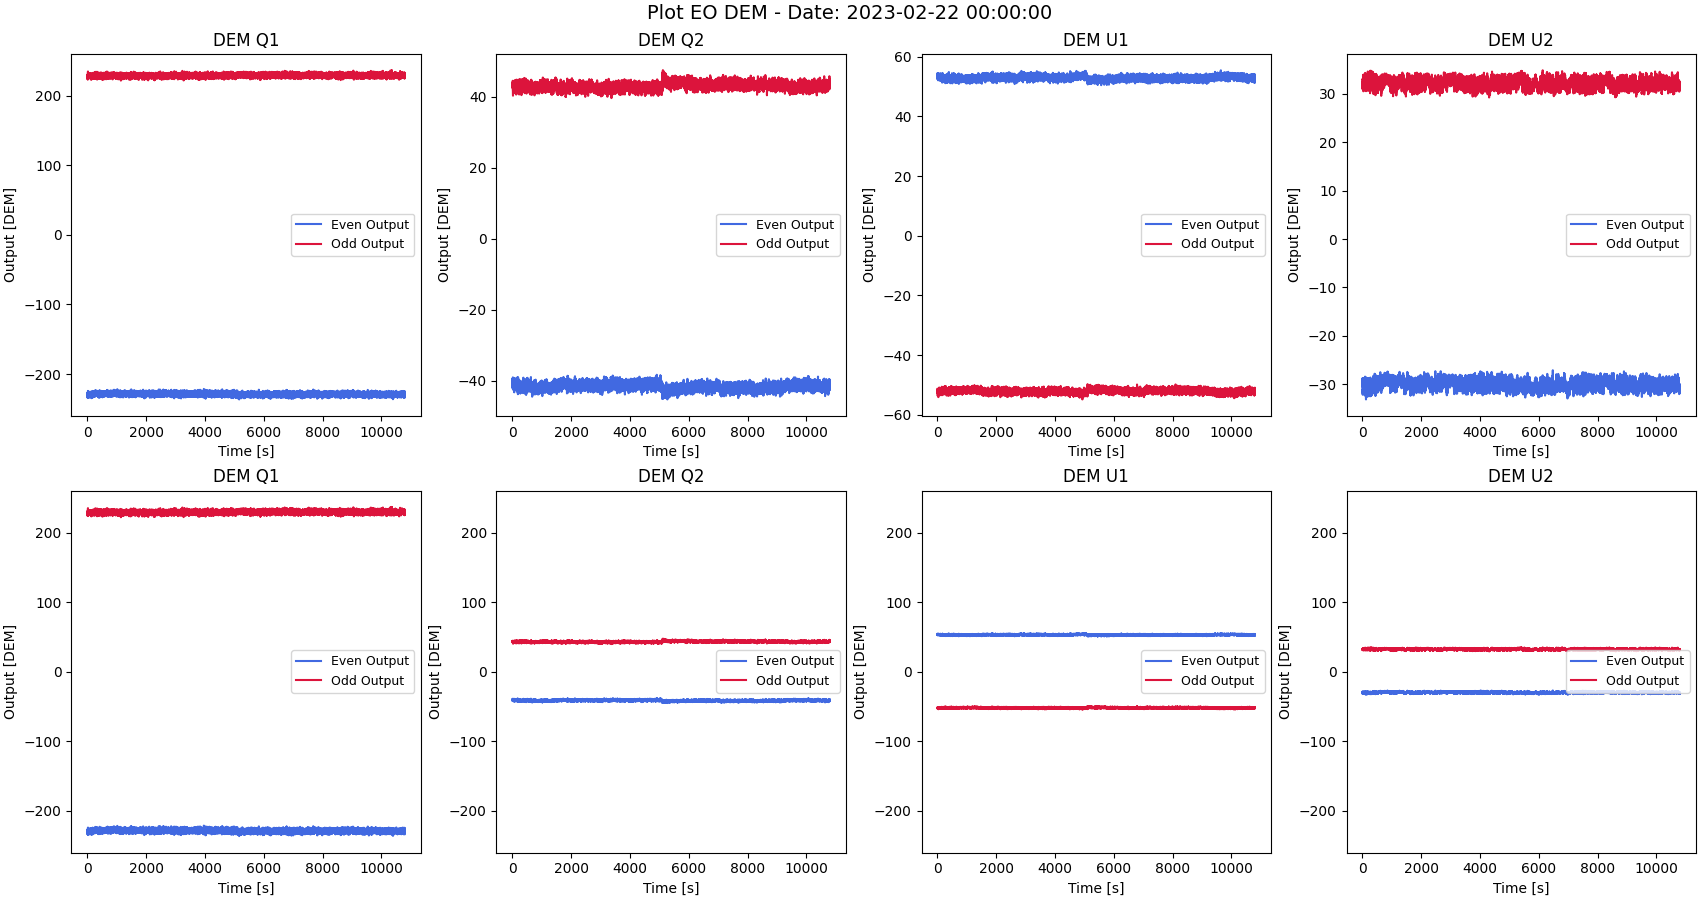 Plot EO DEM - Date: 2023-02-22 00:00:00
DEM Q1
Output [DEM]
200
100
0
−100
−200
Even Output
Odd Output
0 2000 4000 6000 8000 10000
Time [s]
DEM Q2
Output [DEM]
40
20
0
−20
−40
Even Output
Odd Output
0 2000 4000 6000 8000 10000
Time [s]
DEM U1
Output [DEM]
60
40
20
0
−20
−40
−60
Even Output
Odd Output
0 2000 4000 6000 8000 10000
Time [s]
DEM U2
Output [DEM]
30
20
10
0
−10
−20
−30
Even Output
Odd Output
0 2000 4000 6000 8000 10000
Time [s]
DEM Q1
Output [DEM]
200
100
0
−100
−200
Even Output
Odd Output
0 2000 4000 6000 8000 10000
Time [s]
DEM Q2
Output [DEM]
200
100
0
−100
−200
Even Output
Odd Output
0 2000 4000 6000 8000 10000
Time [s]
DEM U1
Output [DEM]
200
100
0
−100
−200
Even Output
Odd Output
0 2000 4000 6000 8000 10000
Time [s]
DEM U2
Output [DEM]
200
100
0
−100
−200
Even Output
Odd Output
0 2000 4000 6000 8000 10000
Time [s]